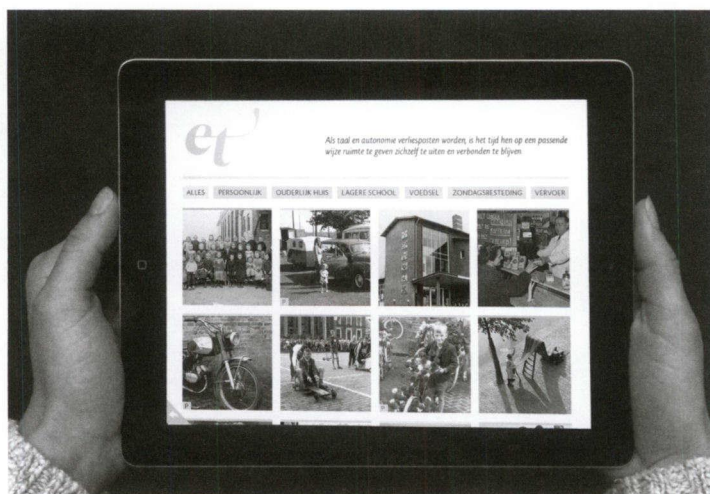 et'
Als taal en autonomie verliesposten worden, is het tijd hen op een passende
wijze ruimte te geven zichzelf te uiten en verbonden te blijven
ALLES PERSOONLIJK OUDERLIJK HUIS LAGERE SCHOOL VOEDSEL ZONDAGSBESTEDING VERVOER
P